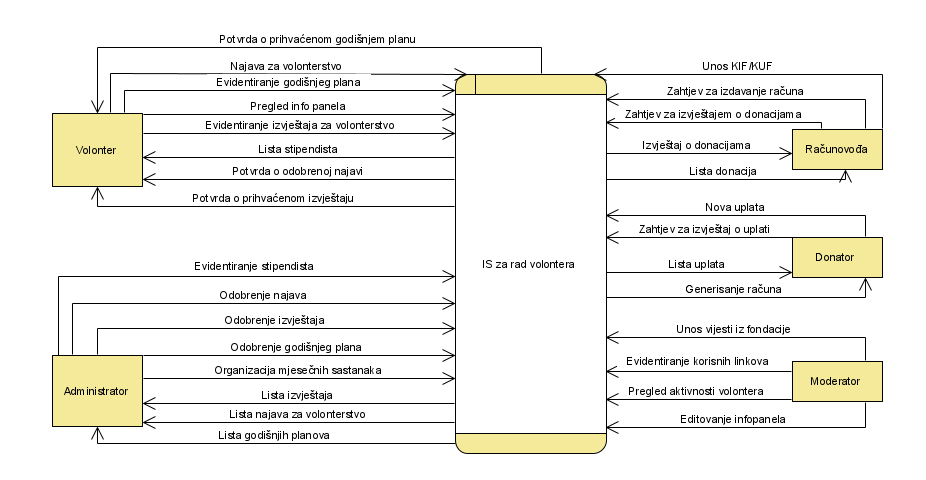 Potvrda o prihvaćenom godišnjem planu
Najava za volonterstvo
Evidentiranje godišnjeg plana
Pregled info panela
Evidentiranje izvještaja za volonterstvo
Volonter
Lista stipendista
Potvrda o odobrenoj najavi
Potvrda o prihvaćenom izvještaju
Evidentiranje stipendista
Odobrenje najava
Odobrenje izvještaja
Odobrenje godišnjeg plana
Organizacija mjesečnih sastanaka
Administrator
Lista izvještaja
Lista najava za volonterstvo
Lista godišnjih planova
IS za rad volontera
Unos KIF/KUF
Zahtjev za izdavanje računa
Zahtjev za izvještajem o donacijama
Izvještaj o donacijama
Računovođa
Lista donacija
Nova uplata
Zahtjev za izvještaj o uplati
Donator
Lista uplata
Generisanje računa
Unos vijesti iz fondacije
Evidentiranje korisnih linkova
Moderator
Pregled aktivnosti volontera
Editovanje infopanela